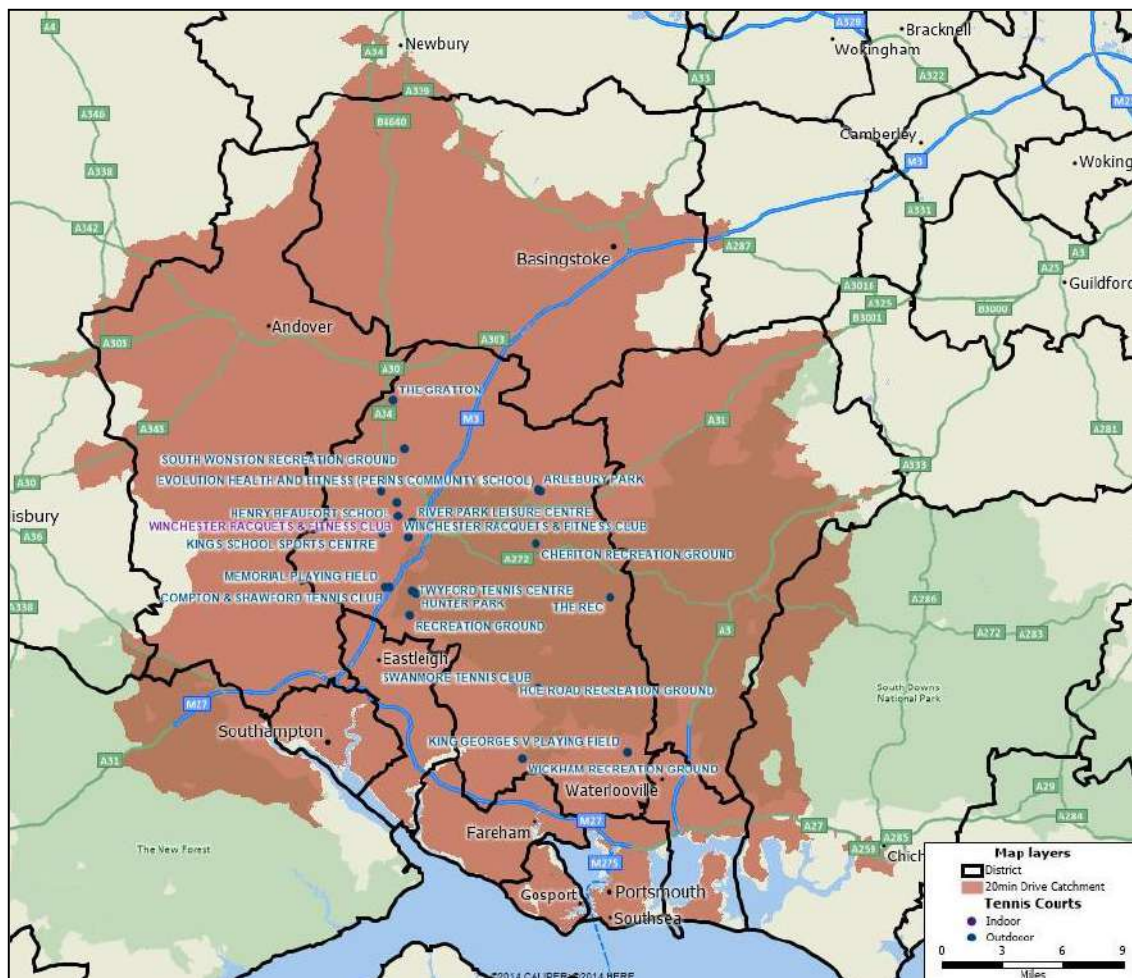 A4
A34
Newbury
A329
Bracknell
Wokingham
A33
A322
A339
A346
B4640
Camberley
M3
A338
Woking
A331
A342
Basingstoke
A287
A3
A25
Guildford
A3016
A325
B3000
B3001
Andover
A303
A303
A30
THE GRATTON
A34
M3
A31
A343
A281
SOUTH WONSTON RECREATION GROUND
A333
EVOLUTION HEALTH AND FITNESS (PERINS COMMUNITY SCHOOL)
ARLEBURY PARK
A30
HENRY BEAUFORT SCHOOL
RIVER PARK LEISURE CENTRE
isbury
WINCHESTER RACQUETS & FITNESS CLUB
WINCHESTER RACQUETS & FITNESS CLUB
A36
KINGS SCHOOL SPORTS CENTRE
A272
CHERITON RECREATION GROUND
MEMORIAL PLAYING FIELD
TWYFORD TENNIS CENTRE
COMPTON & SHAWFORD TENNIS CLUB
HUNTER PARK
THE REC
A286
A338
RECREATION GROUND
A3
A272
A283
Eastleigh
SWANMORE TENNIS CLUB
HOE ROAD RECREATION GROUND
South Downs
National Park
M27
Southampton
KING GEORGES V PLAYING FIELD
A31
WICKHAM RECREATION GROUND
Waterlooville
A29
M27
A27
A284
Fareham
A285
The New Forest
M275
A259
Chich
Gosport
Portsmouth
Southsea
Map layers
District
20min Drive Catchment
Tennis Courts
Indoor
Outdoor
0 3 6 9
Miles
©2014 CALIPER ©2014 HERE